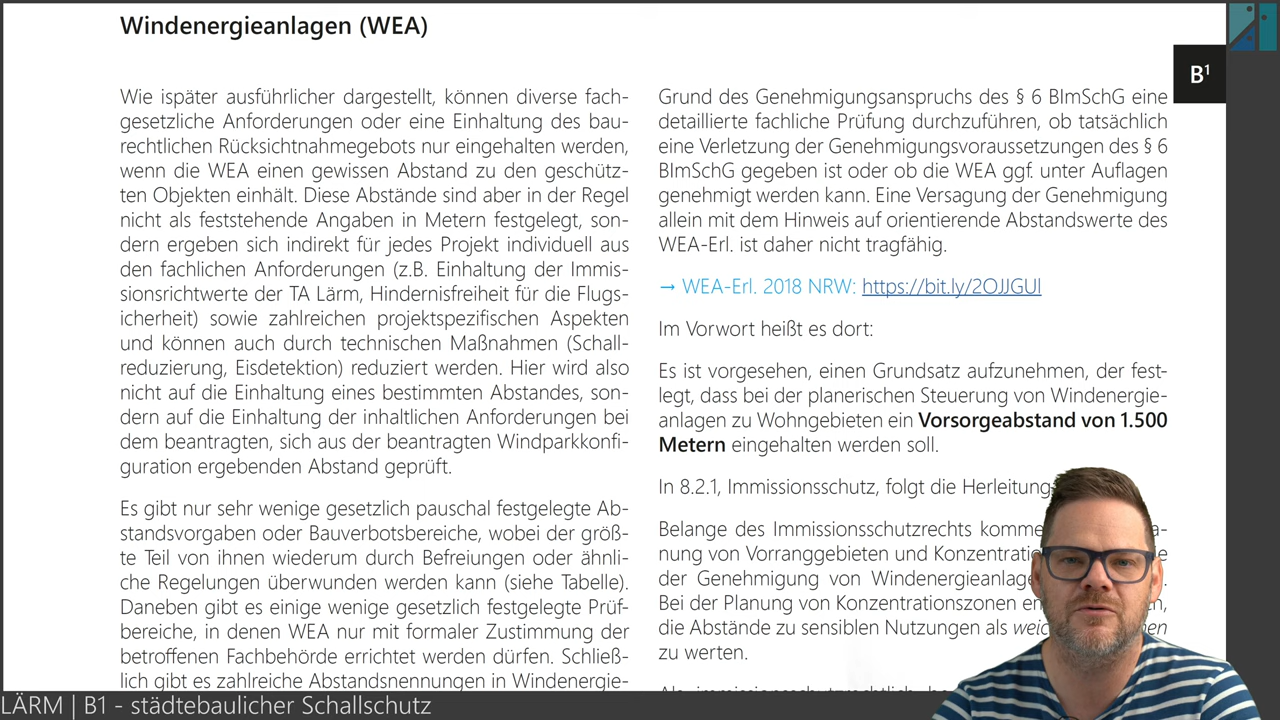 Windenergieanlagen (WEA)
B¹
Wie ispäter ausführlicher dargestellt, können diverse fach-
gesetzliche Anforderungen oder eine Einhaltung des bau-
rechtlichen Rücksichtnahmegebots nur eingehalten werden,
wenn die WEA einen gewissen Abstand zu den geschütz-
ten Objekten einhält. Diese Abstände sind aber in der Regel
nicht als feststehende Angaben in Metern festgelegt, son-
dern ergeben sich indirekt für jedes Projekt individuell aus
den fachlichen Anforderungen (z.B. Einhaltung der Immis-
sionsrichtwerte der TA Lärm, Hindernisfreiheit für die Flugs-
icherheit) sowie zahlreichen projektspezifischen Aspekten
und können auch durch technischen Maßnahmen (Schall-
reduzierung, Eisdetektion) reduziert werden. Hier wird also
nicht auf die Einhaltung eines bestimmten Abstandes, son-
dern auf die Einhaltung der inhaltlichen Anforderungen bei
dem beantragten, sich aus der beantragten Windparkkonfi-
guration ergebenden Abstand geprüft.
Es gibt nur sehr wenige gesetzlich pauschal festgelegte Ab-
standsvorgaben oder Bauverbotsbereiche, wobei der größ-
te Teil von ihnen wiederum durch Befreiungen oder ähnli-
che Regelungen überwunden werden kann (siehe Tabelle).
Daneben gibt es einige wenige gesetzlich festgelegte Prüf-
bereiche, in denen WEA nur mit formaler Zustimmung der
betroffenen Fachbehörde errichtet werden dürfen. Schließ-
lich gibt es zahlreiche Abstandsnennungen in Windenergie-
Grund des Genehmigungsanspruchs des § 6 BImSchG eine
detaillierte fachliche Prüfung durchzuführen, ob tatsächlich
eine Verletzung der Genehmigungsvoraussetzungen des § 6
BImSchG gegeben ist oder ob die WEA ggf. unter Auflagen
genehmigt werden kann. Eine Versagung der Genehmigung
allein mit dem Hinweis auf orientierende Abstandswerte des
WEA-Erl. ist daher nicht tragfähig.
→ WEA-Erl. 2018 NRW: https://bit.ly/2OJJGUl
Im Vorwort heißt es dort:
Es ist vorgesehen, einen Grundsatz aufzunehmen, der fest-
legt, dass bei der planerischen Steuerung von Windenergie-
anlagen zu Wohngebieten ein Vorsorgeabstand von 1.500
Metern eingehalten werden soll.
In 8.2.1, Immissionsschutz, folgt die Herleitung
Belange des Immissionsschutzrechts
nung von Vorranggebieten und
der Genehmigung von
Bei der Planung von Konzentrationszonen
die Abstände zu sensiblen Nutzungen als
zu werten.
LÄRM | B1 - städtebaulicher Schallschutz